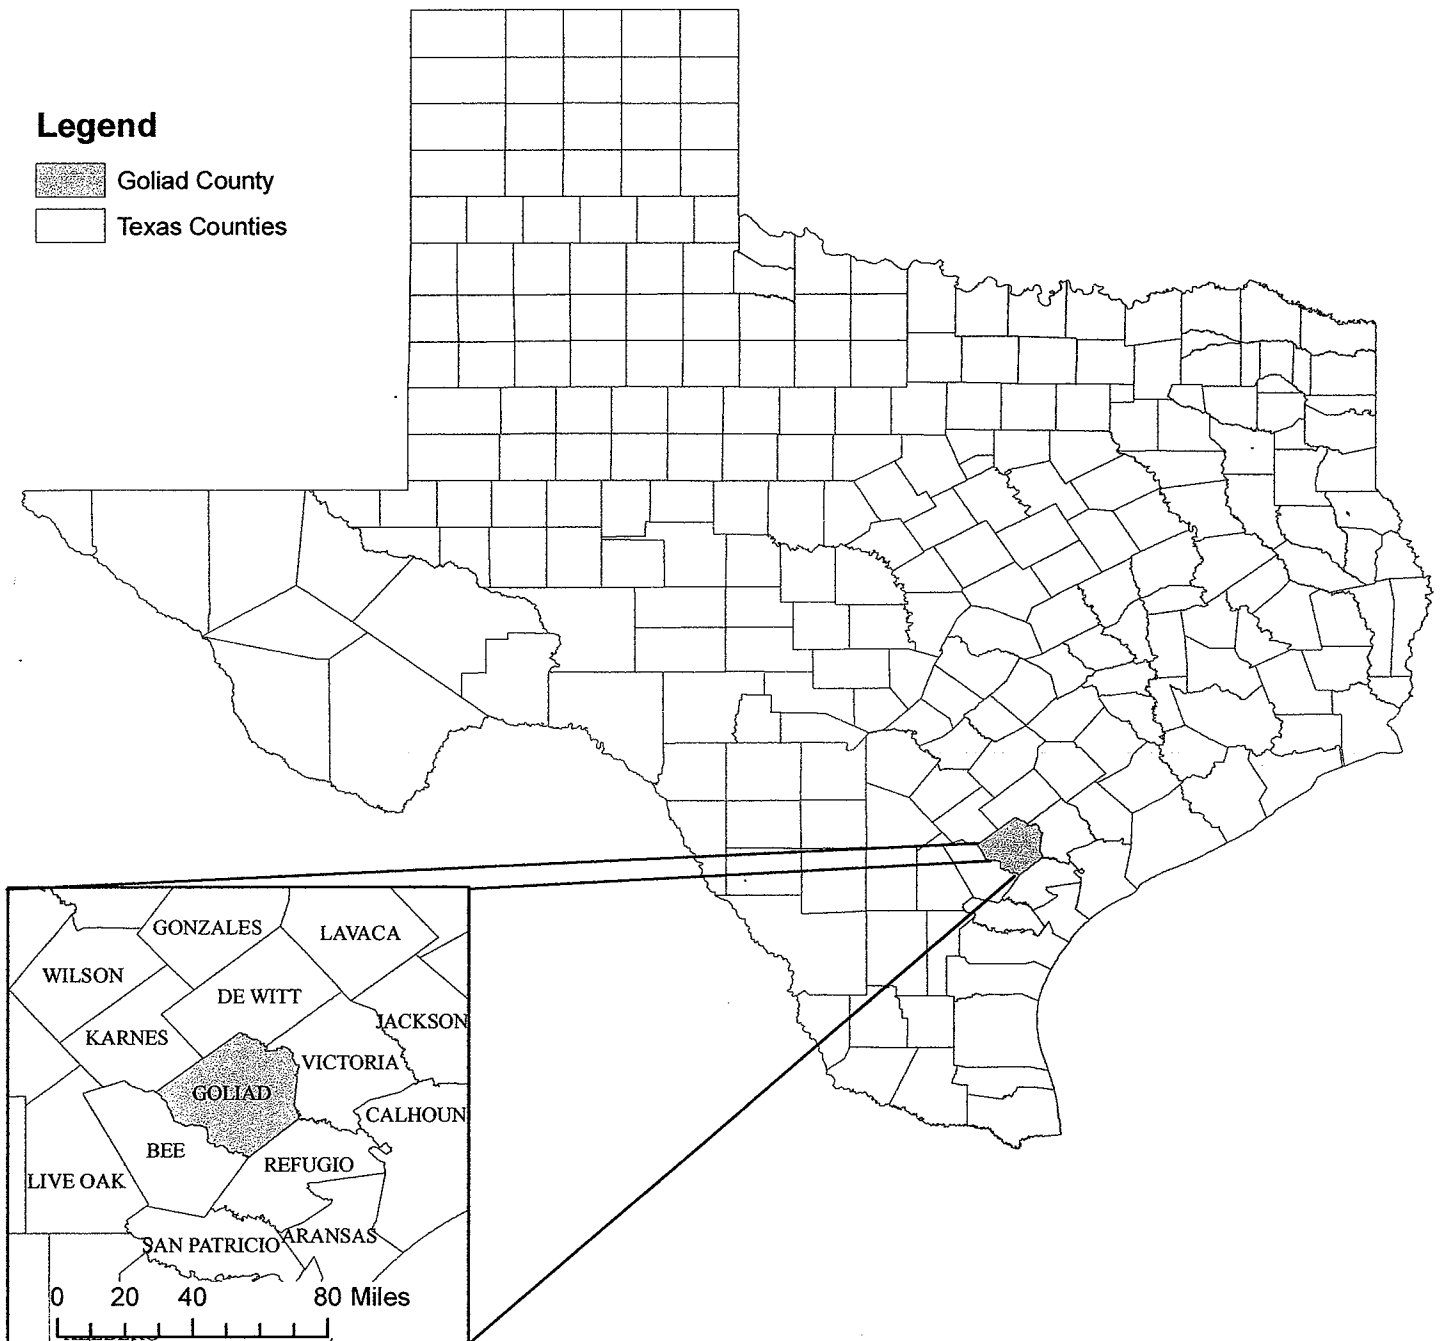 Legend
Goliad County
Texas Counties
GONZALES
LAVACA
WILSON
DE WITT
JACKSON
KARNES
VICTORIA
GOLIAD
CALHOUN
BEE
REFUGIO
LIVE OAK
ARANSAS
SAN PATRICIO
0 20 40 80 Miles